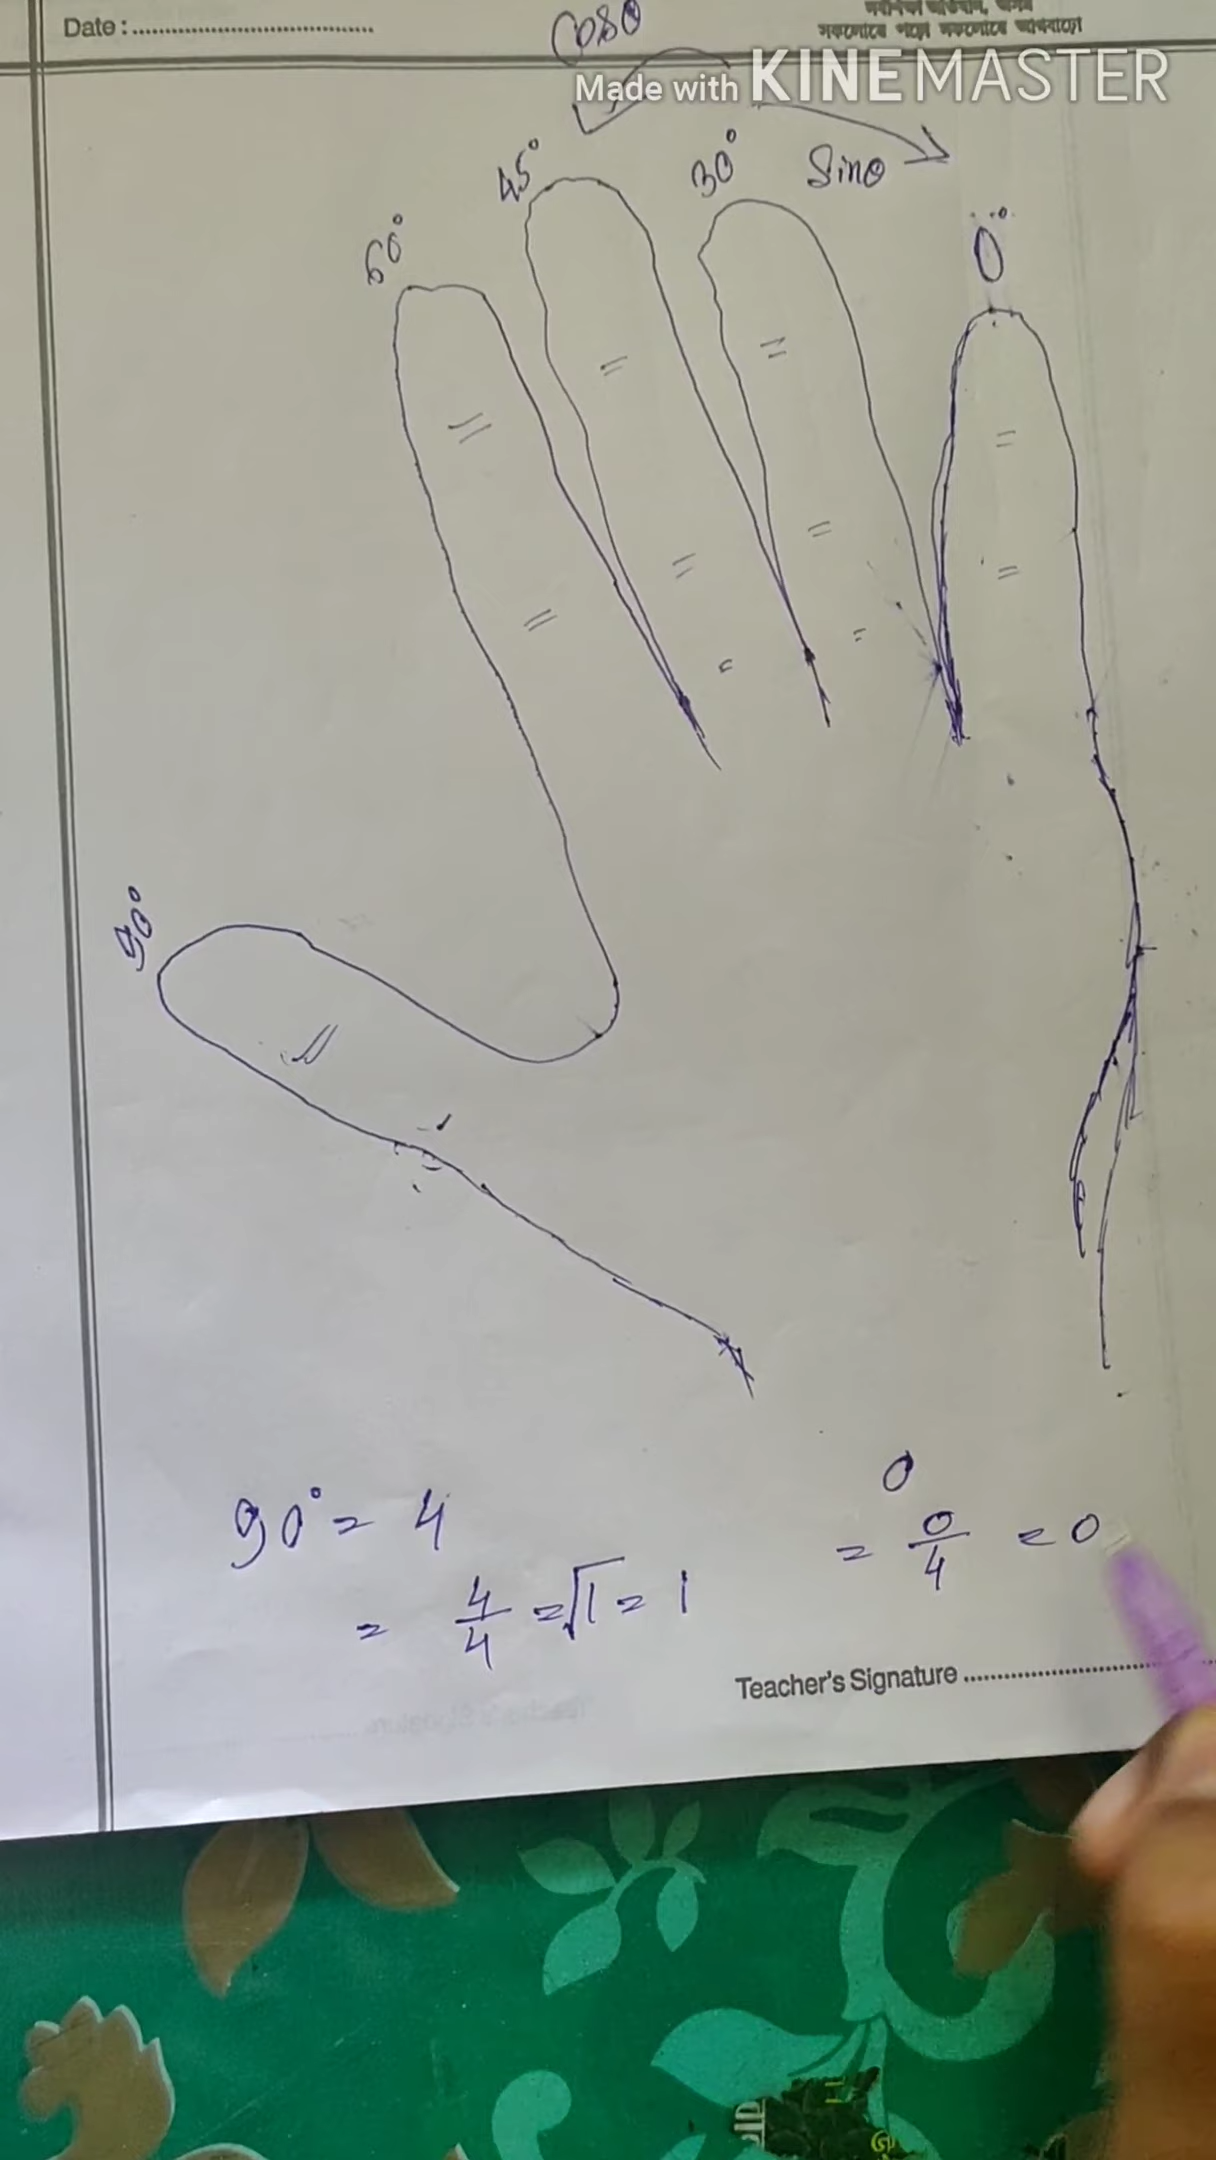 Date :
cosθ
Made with KINEMASTER
45°
30°
Sinθ
60°
0°
90°
90° = 4
= 4/4 = √1 = 1
0
= 0/4 = 0
Teacher's Signature